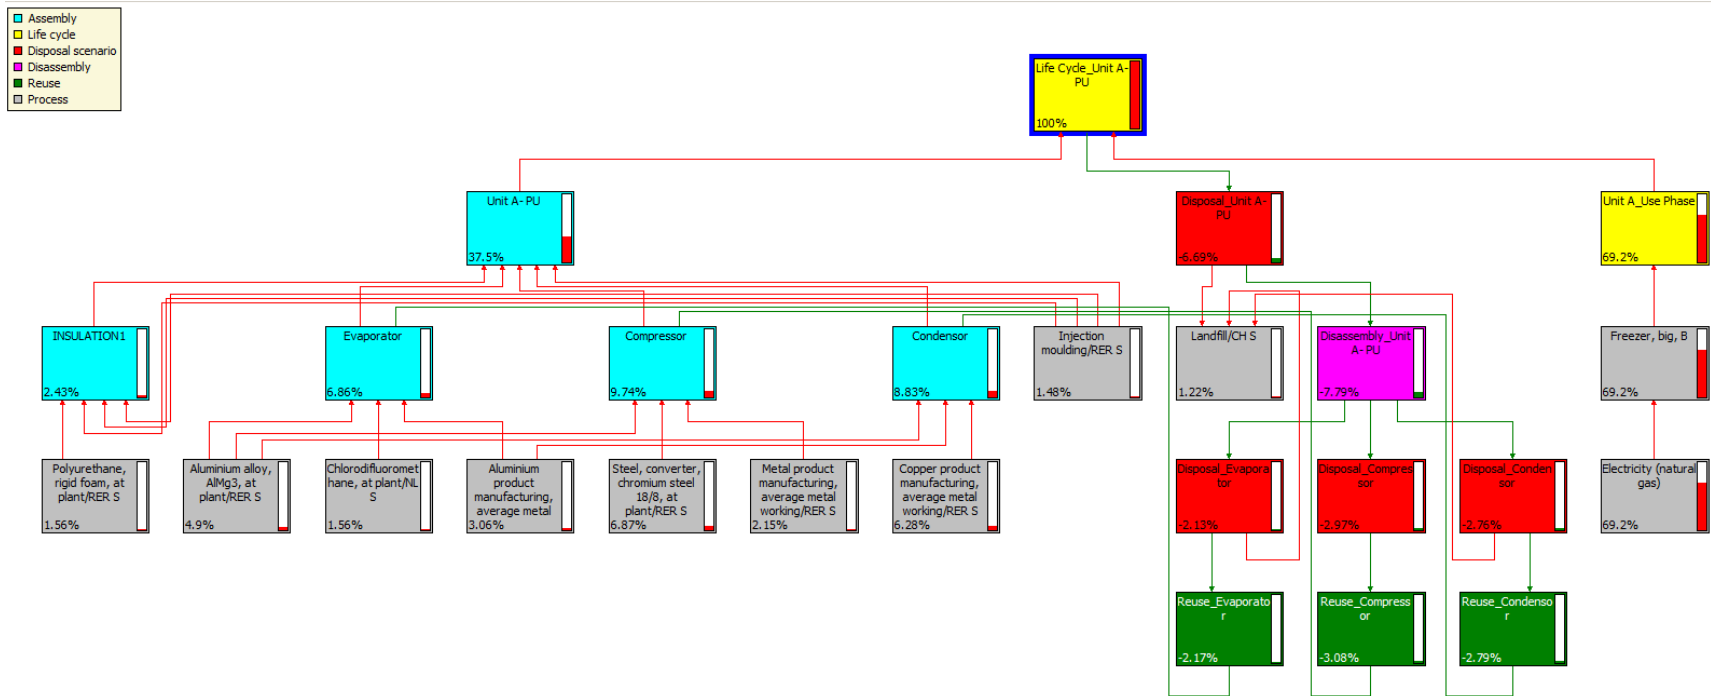 Assembly
Life cycle
Disposal scenario
Disassembly
Reuse
Process
Life Cycle_Unit A-
PU
100%
Unit A- PU
37.5%
Disposal_Unit A-
PU
-6.69%
Unit A_Use Phase
69.2%
INSULATION1
2.43%
Evaporator
6.86%
Compressor
9.74%
Condensor
8.83%
Injection
moulding/RER S
1.48%
Landfill/CH S
1.22%
Disassembly_Unit
A- PU
-7.79%
Freezer, big, B
69.2%
Polyurethane,
rigid foam, at
plant/RER S
1.56%
Aluminium alloy,
AlMg3, at
plant/RER S
4.9%
Chlorodifluoromet
hane, at plant/NL
S
1.56%
Aluminium
product
manufacturing,
average metal
3.06%
Steel, converter,
chromium steel
18/8, at
plant/RER S
6.87%
Metal product
manufacturing,
average metal
working/RER S
2.15%
Copper product
manufacturing,
average metal
working/RER S
6.28%
Disposal_Evapora
tor
-2.13%
Disposal_Compres
sor
-2.97%
Disposal_Conden
sor
-2.76%
Electricity (natural
gas)
69.2%
Reuse_Evaporato
r
-2.17%
Reuse_Compress
or
-3.08%
Reuse_Condenso
r
-2.79%